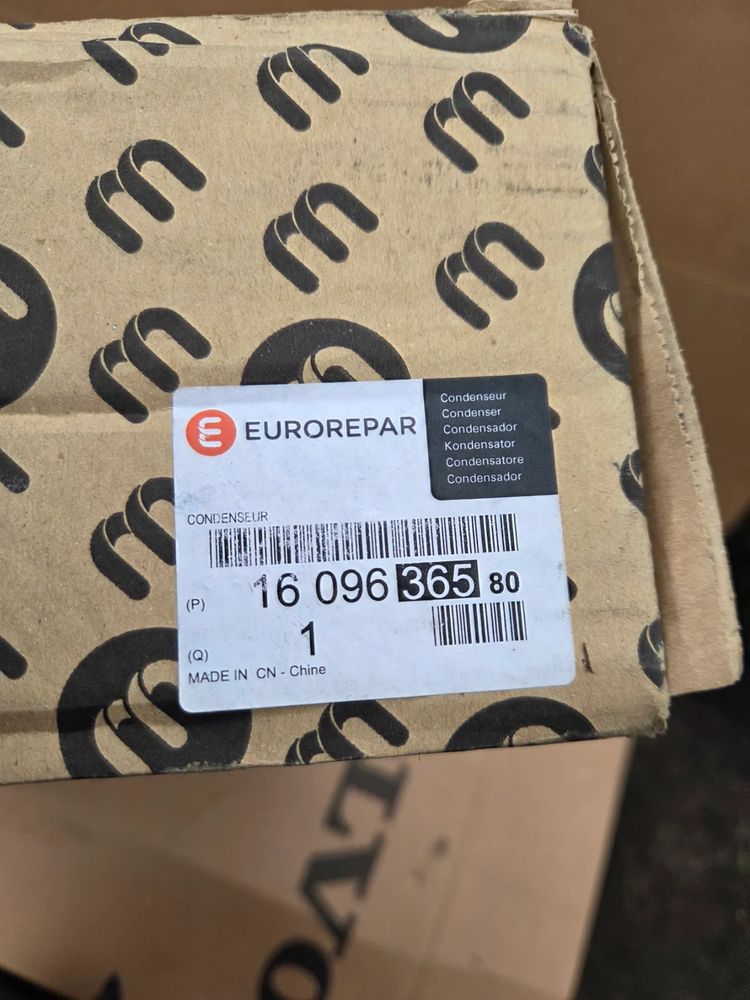 EUROREPAR
Condenseur
Condenser
Condensador
Kondensator
Condensatore
Condensador
CONDENSEUR
(P) 16 096 365 80
(Q) 1
MADE IN CN - Chine